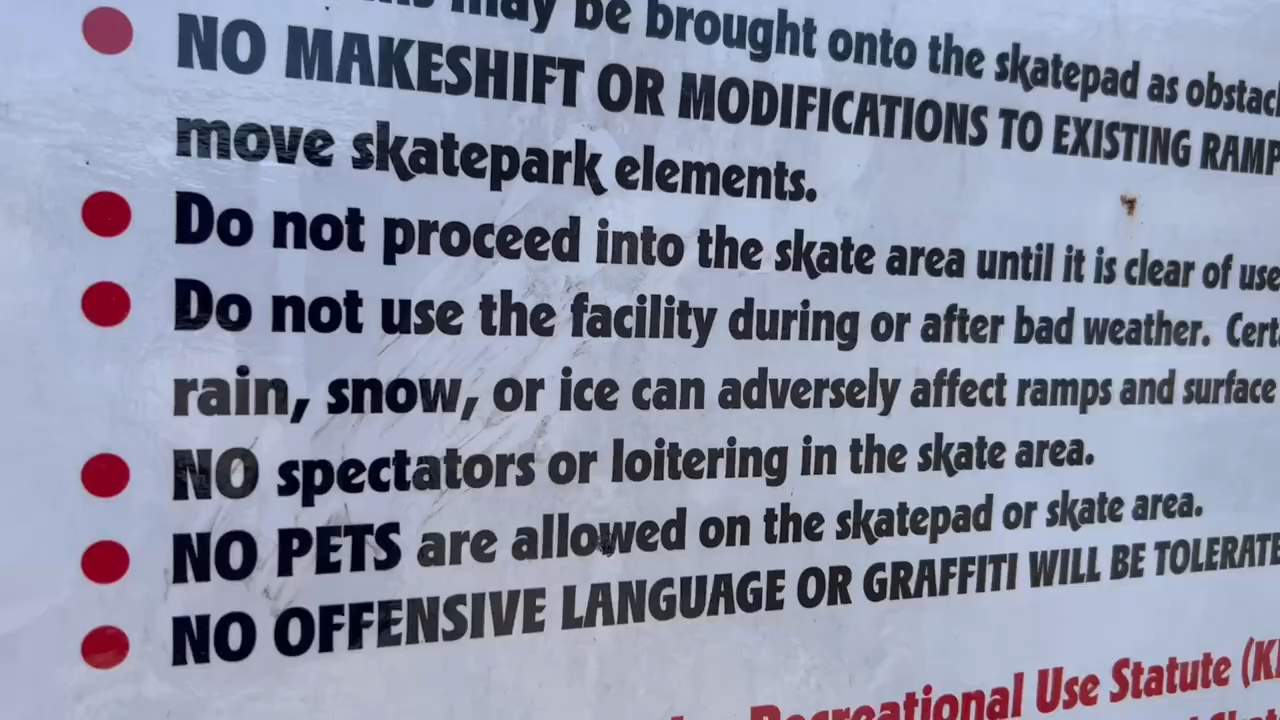 may be brought onto the skatepad as
NO MAKESHIFT OR MODIFICATIONS TO EXISTING
move skatepark elements.
Do not proceed into the skate area until it is clear of
Do not use the facility during or after bad weather.
rain, snow, or ice can adversely affect ramps and surface
NO spectators or loitering in the skate area.
NO PETS are allowed on the skatepad or skate area.
NO OFFENSIVE LANGUAGE OR GRAFFITI WILL BE
Recreational Use Statute